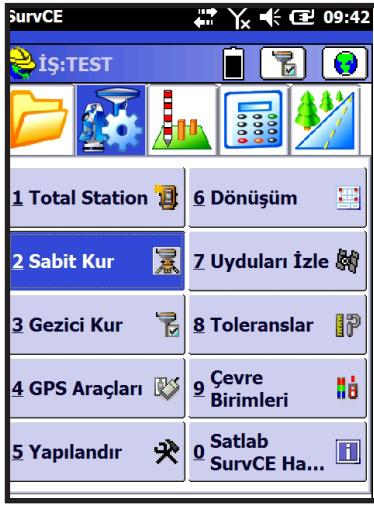 SurvCE 09:42
İŞ:TEST
1 Total Station
6 Dönüşüm
2 Sabit Kur
7 Uyduları İzle
3 Gezici Kur
8 Toleranslar
4 GPS Araçları
9 Çevre
Birimleri
5 Yapılandır
0 Satlab
SurvCE Ha...